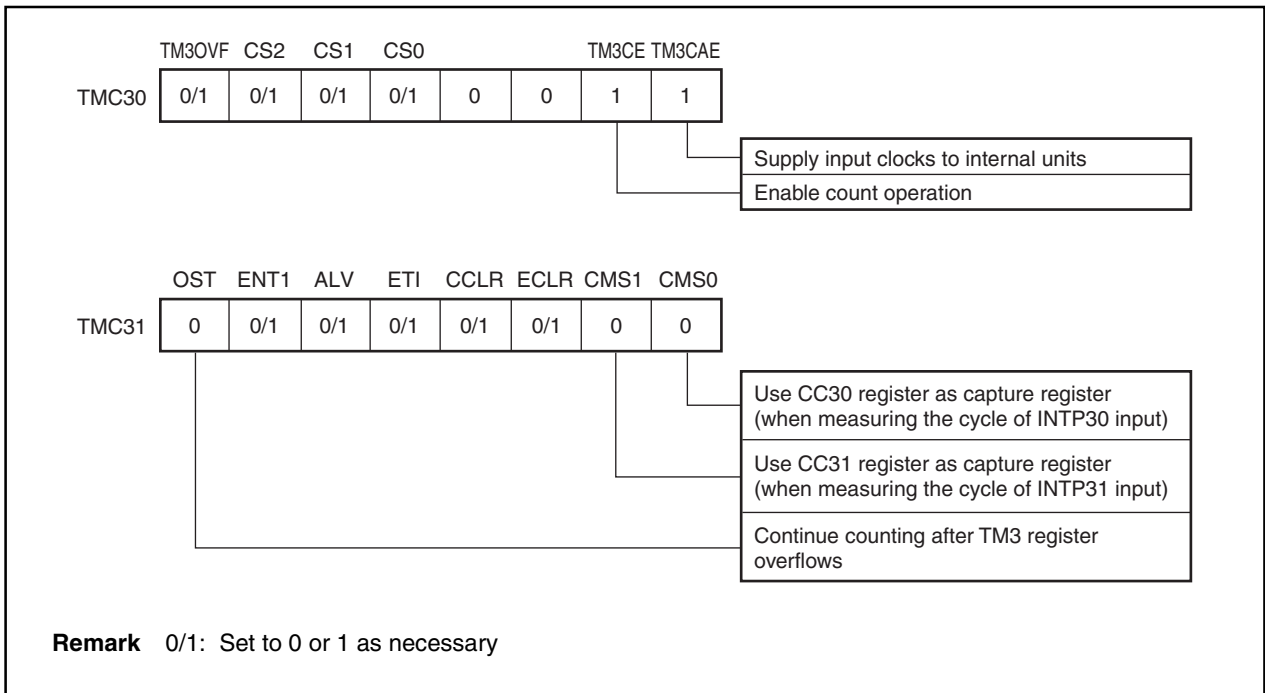 TM3OVF CS2 CS1 CS0 TM3CE TM3CAE
TMC30 0/1 0/1 0/1 0/1 0 0 1 1
Supply input clocks to internal units
Enable count operation
OST ENT1 ALV ETI CCLR ECLR CMS1 CMS0
TMC31 0 0/1 0/1 0/1 0/1 0/1 0 0
Use CC30 register as capture register
(when measuring the cycle of INTP30 input)
Use CC31 register as capture register
(when measuring the cycle of INTP31 input)
Continue counting after TM3 register
overflows
Remark 0/1: Set to 0 or 1 as necessary